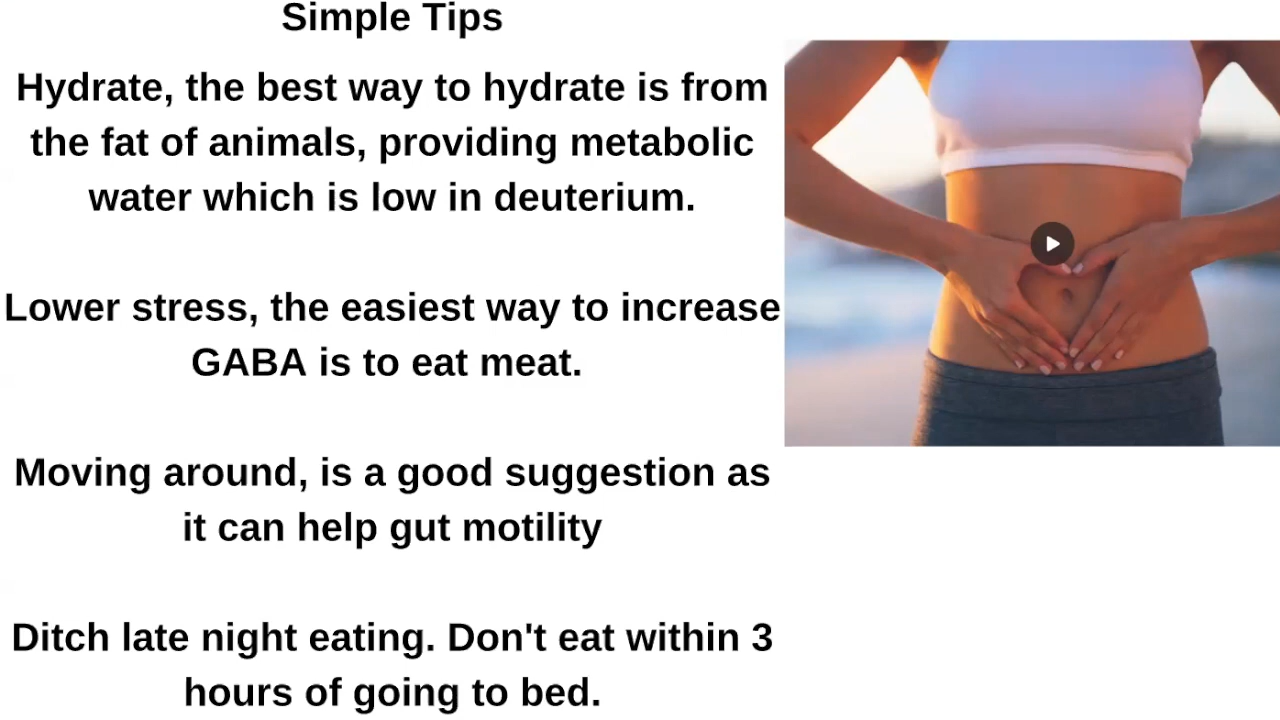 Simple Tips
Hydrate, the best way to hydrate is from
the fat of animals, providing metabolic
water which is low in deuterium.
Lower stress, the easiest way to increase
GABA is to eat meat.
Moving around, is a good suggestion as
it can help gut motility
Ditch late night eating. Don't eat within 3
hours of going to bed.